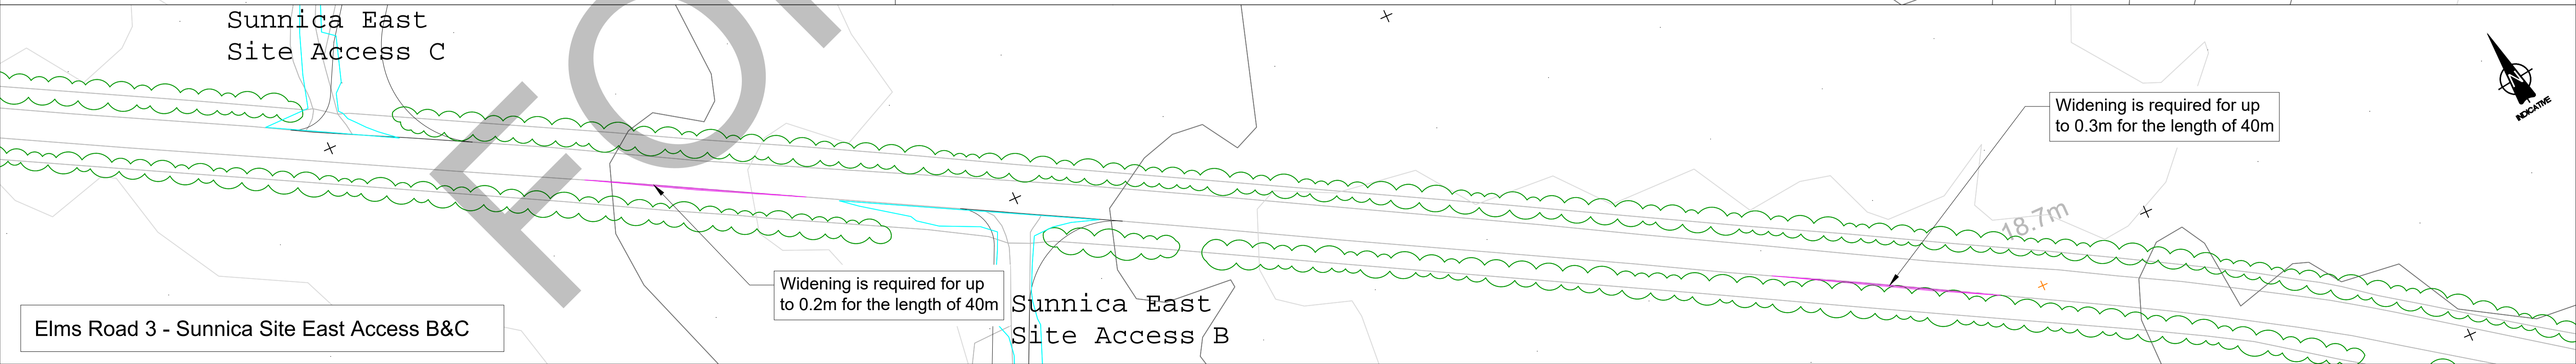 Sunnica East
Site Access C
Widening is required for up
to 0.3m for the length of 40m
N
INDICATIVE
18.7m
Widening is required for up
to 0.2m for the length of 40m
Sunnica East
Site Access B
Elms Road 3 - Sunnica Site East Access B&C
FO